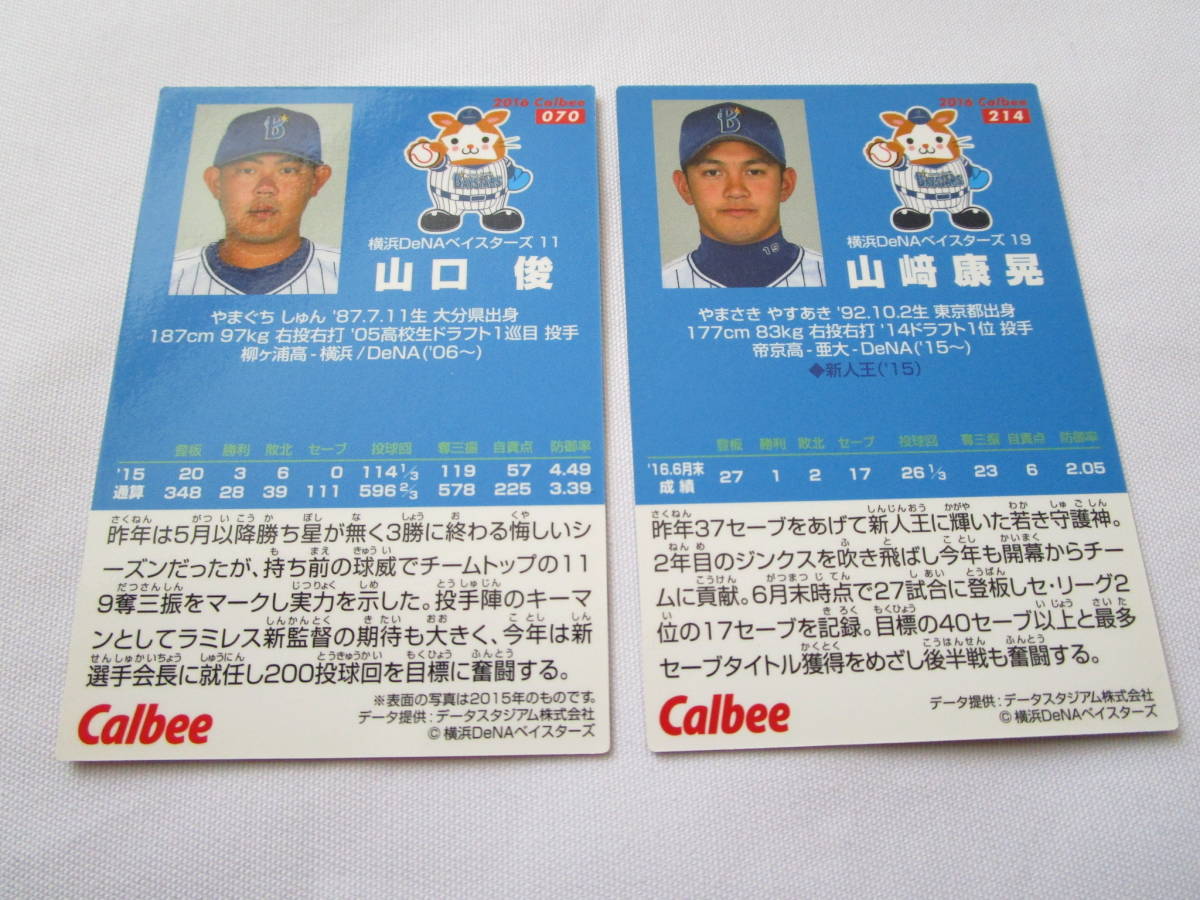 2016 Calbee
070
横浜DeNAベイスターズ 11
山口 俊
やまぐち しゅん '87.7.11生 大分県出身
187cm 97kg 右投右打 '05高校生ドラフト1巡目 投手
柳ヶ浦高-横浜/DeNA('06〜)
登板 勝利 敗北 セーブ 投球回 奪三振 自責点 防御率
'15 20 3 6 0 114 1/3 119 57 4.49
通算 348 28 39 111 596 2/3 578 225 3.39
昨年は5月以降勝ち星が無く3勝に終わる悔しいシ
ーズンだったが、持ち前の球威でチームトップの11
9奪三振をマークし実力を示した。投手陣のキーマ
ンとしてラミレス新監督の期待も大きく、今年は新
選手会長に就任し200投球回を目標に奮闘する。
※表面の写真は2015年のものです。
Calbee
データ提供:データスタジアム株式会社
© 横浜DeNAベイスターズ
2016 Calbee
214
横浜DeNAベイスターズ 19
山﨑康晃
やまさき やすあき '92.10.2生 東京都出身
177cm 83kg 右投右打 '14ドラフト1位 投手
帝京高-亜大-DeNA('15〜)
◆新人王('15)
登板 勝利 敗北 セーブ 投球回 奪三振 自責点 防御率
'16.6月末
成績 27 1 2 17 26 1/3 23 6 2.05
昨年37セーブをあげて新人王に輝いた若き守護神。
2年目のジンクスを吹き飛ばし今年も開幕からチー
ムに貢献。6月末時点で27試合に登板しセ・リーグ2
位の17セーブを記録。目標の40セーブ以上と最多
セーブタイトル獲得をめざし後半戦も奮闘する。
Calbee
データ提供:データスタジアム株式会社
© 横浜DeNAベイスターズ